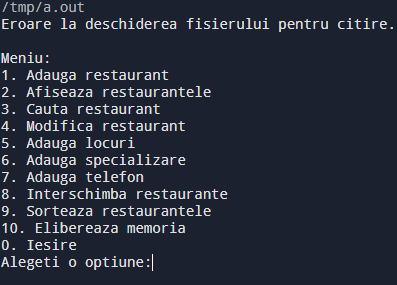 /tmp/a.out
Eroare la deschiderea fisierului pentru citire.
Meniu:
1. Adauga restaurant
2. Afiseaza restaurantele
3. Cauta restaurant
4. Modifica restaurant
5. Adauga locuri
6. Adauga specializare
7. Adauga telefon
8. Interschimba restaurante
9. Sorteaza restaurantele
10. Elibereaza memoria
0. Iesire
Alegeti o optiune: